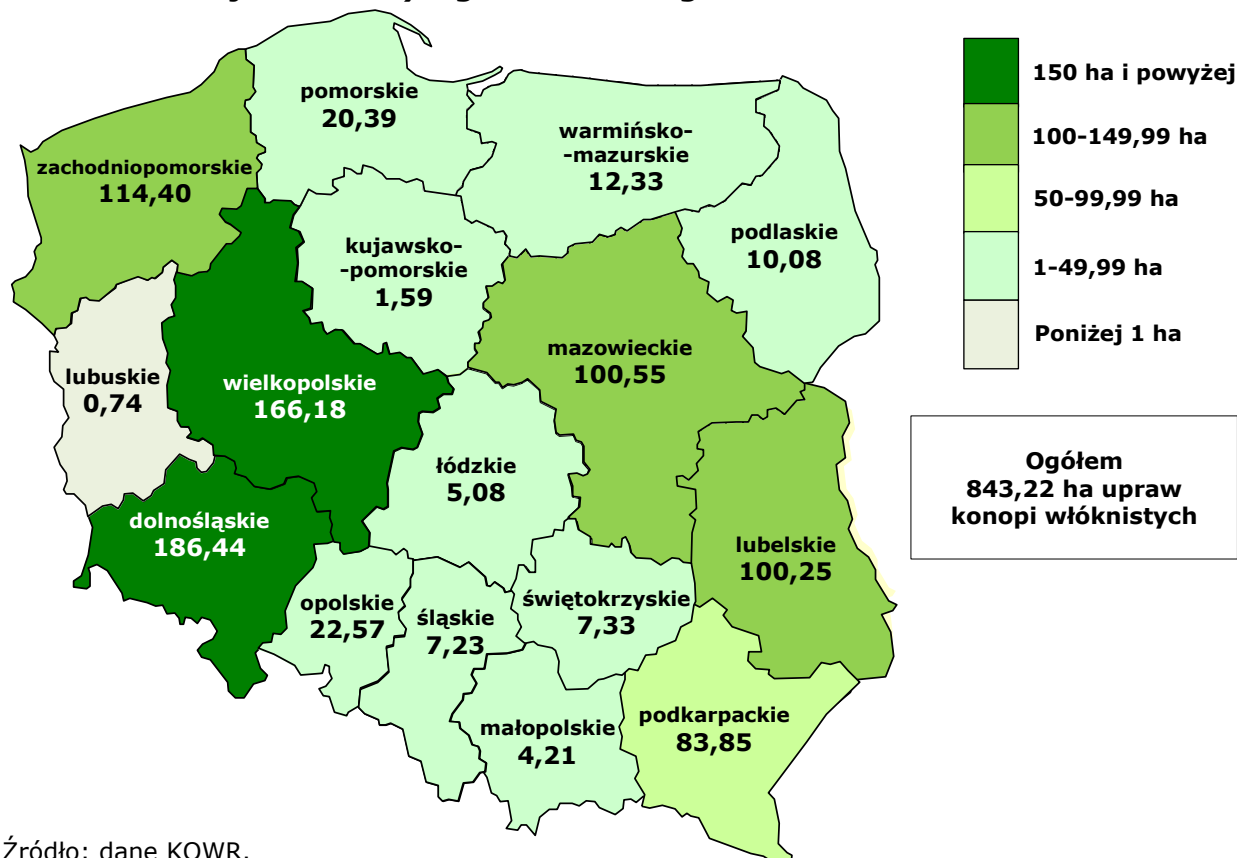 pomorskie
20,39
warmińsko-
-mazurskie
12,33
zachodniopomorskie
114,40
podlaskie
10,08
kujawsko-
-pomorskie
1,59
mazowieckie
100,55
lubuskie
0,74
wielkopolskie
166,18
łódzkie
5,08
dolnośląskie
186,44
lubelskie
100,25
opolskie
22,57
śląskie
7,23
świętokrzyskie
7,33
małopolskie
4,21
podkarpackie
83,85
150 ha i powyżej
100-149,99 ha
50-99,99 ha
1-49,99 ha
Poniżej 1 ha
Ogółem
843,22 ha upraw
konopi włóknistych
Źródło: dane KOWR.